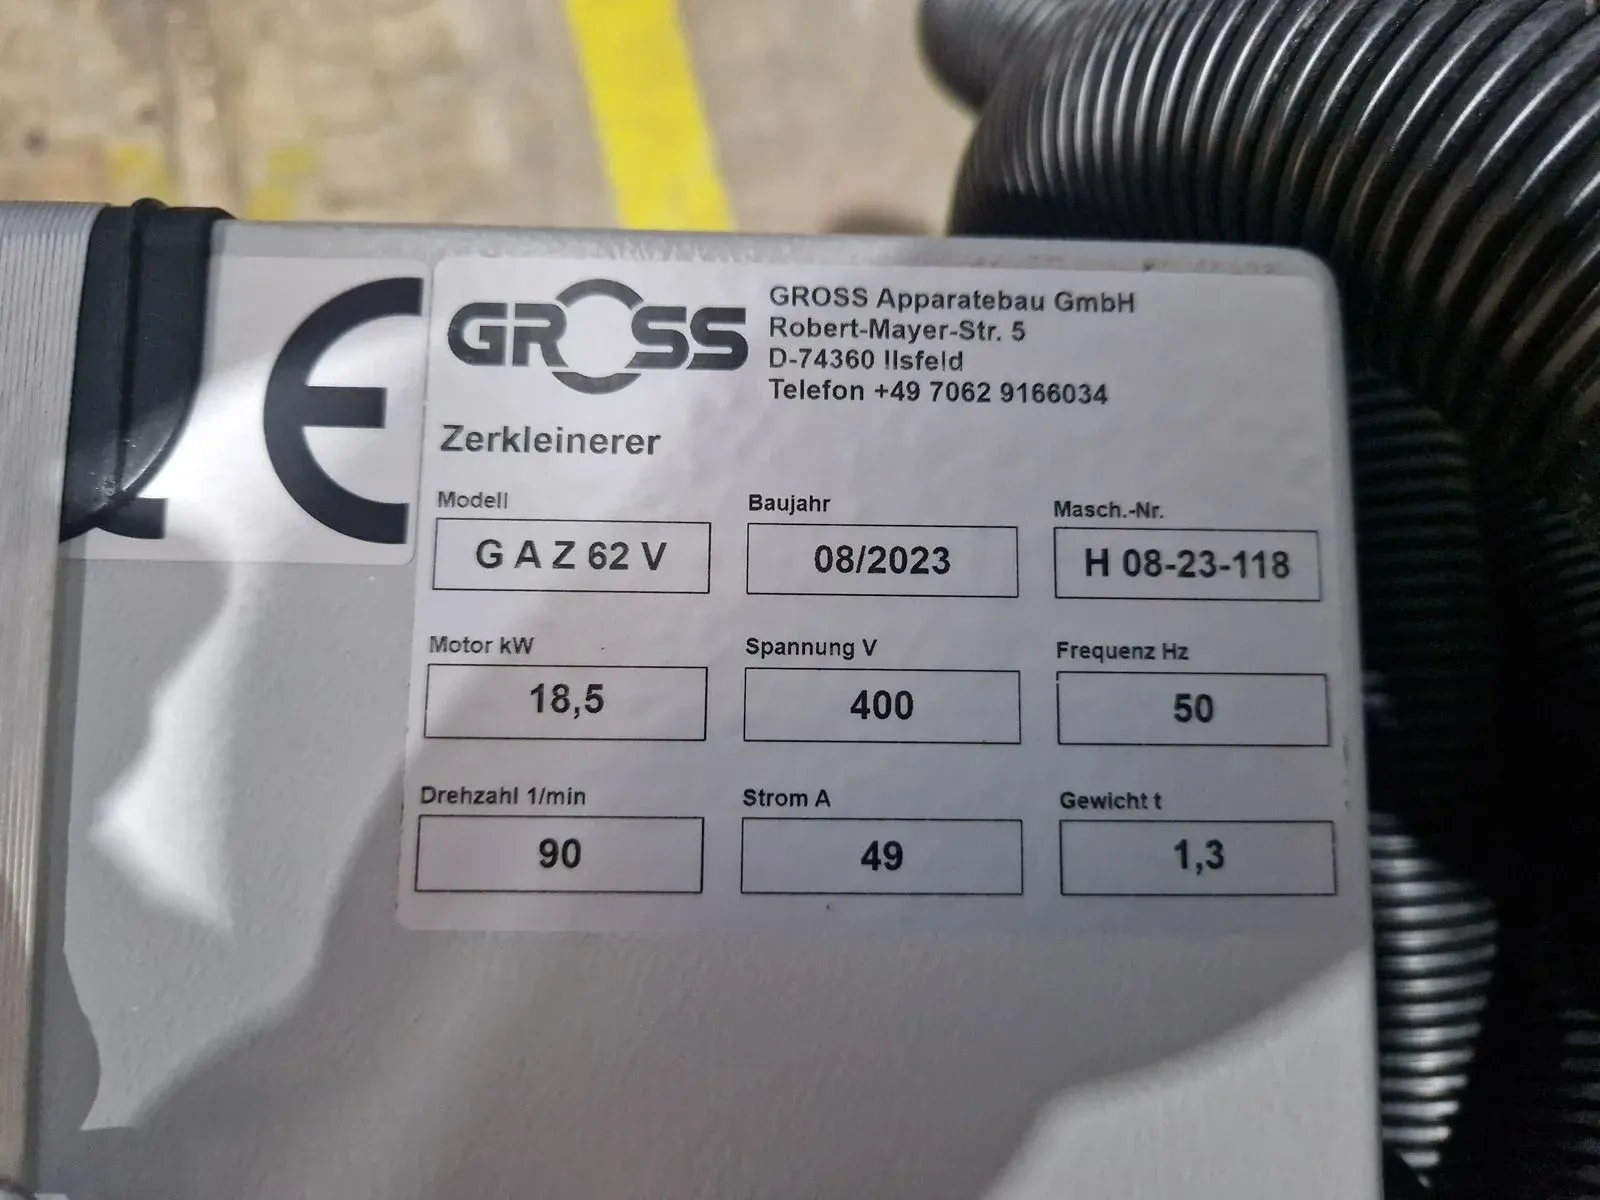 CE
GROSS
GROSS Apparatebau GmbH
Robert-Mayer-Str. 5
D-74360 Ilsfeld
Telefon +49 7062 9166034
Zerkleinerer
Modell Baujahr Masch.-Nr.
G A Z 62 V 08/2023 H 08-23-118
Motor kW Spannung V Frequenz Hz
18,5 400 50
Drehzahl 1/min Strom A Gewicht t
90 49 1,3